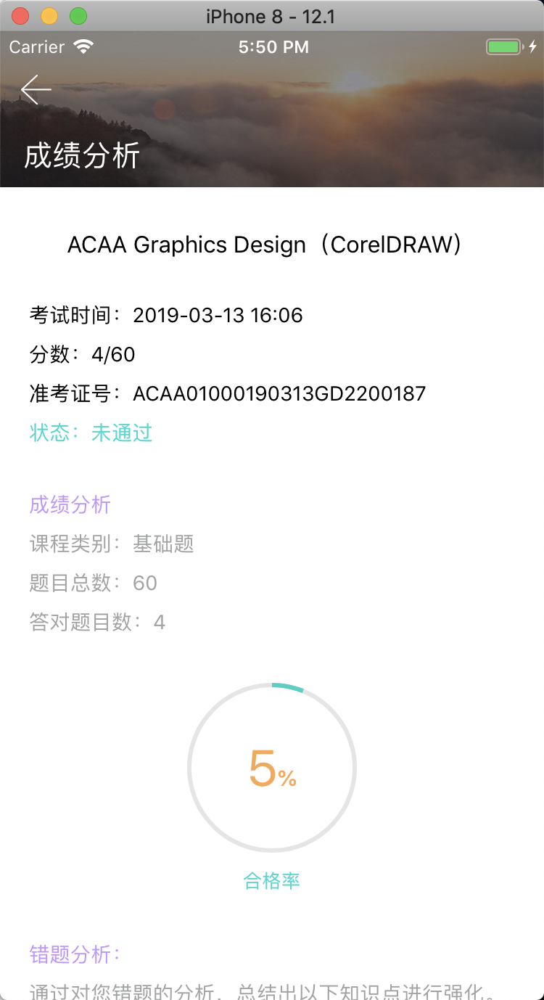 iPhone 8 - 12.1
Carrier 5:50 PM
成绩分析
ACAA Graphics Design（CorelDRAW）
考试时间：2019-03-13 16:06
分数：4/60
准考证号：ACAA01000190313GD2200187
状态：未通过
成绩分析
课程类别：基础题
题目总数：60
答对题目数：4
5%
合格率
错题分析：
通过对您错题的分析，总结出以下知识点进行强化。